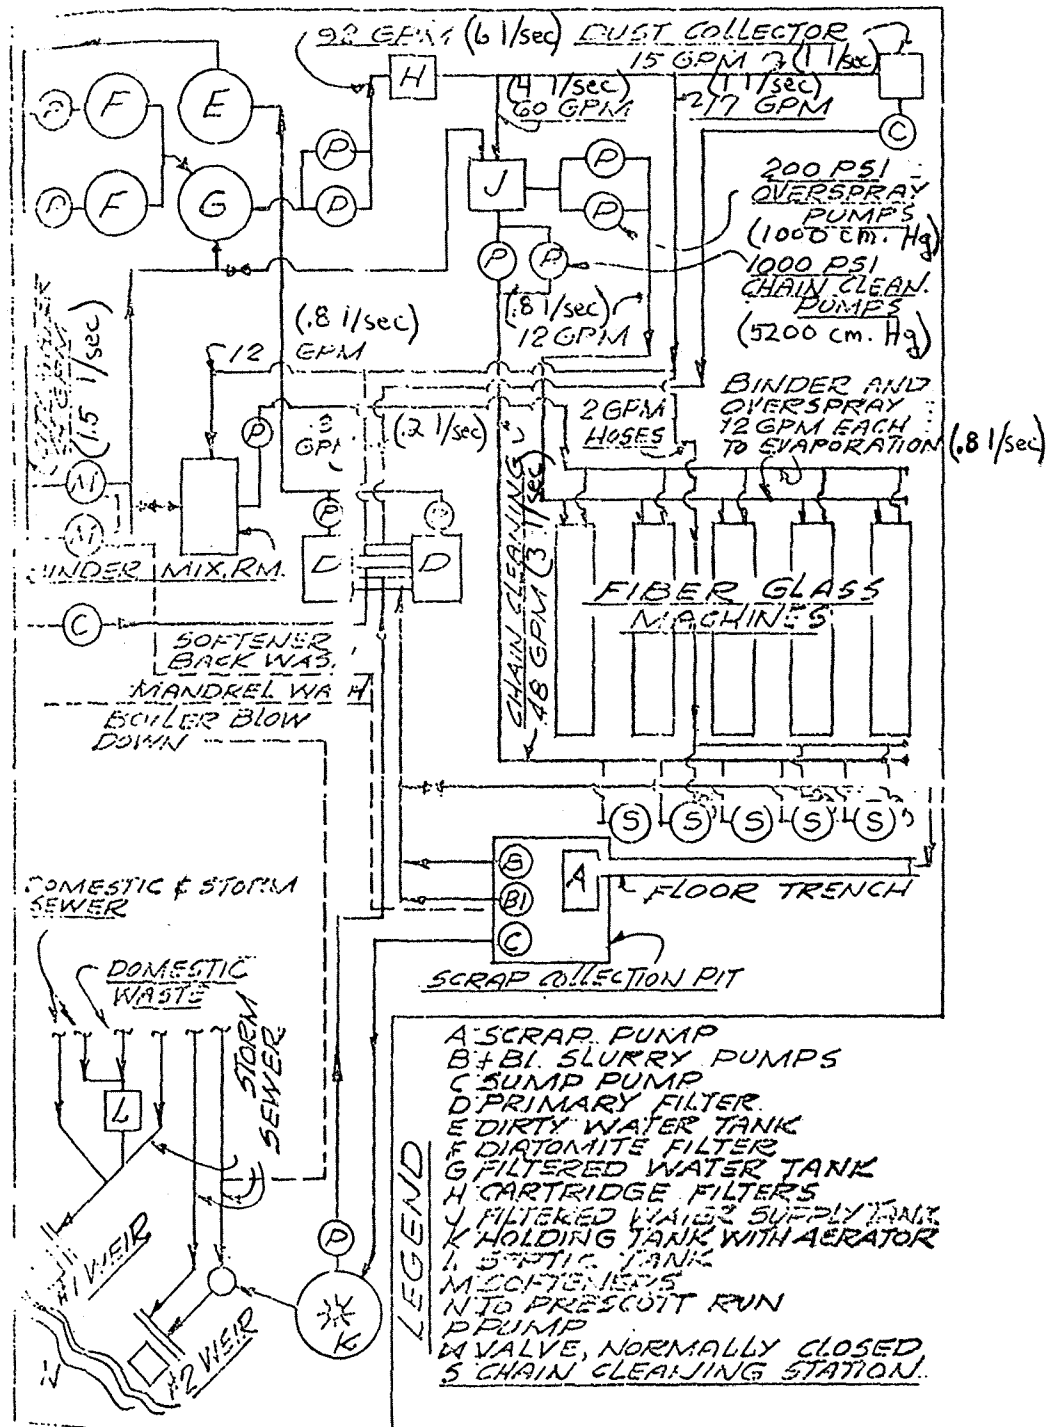 92 GPM (6 l/sec) DUST COLLECTOR
15 GPM (1 l/sec)
H
(4 l/sec)
60 GPM
(1 l/sec)
17 GPM
P F E
C
P
J
P
P F G
P
P
200 PSI
OVERSPRAY
PUMPS
(1000 cm. Hg)
P P
1000 PSI
CHAIN CLEAN.
PUMPS
(5200 cm. Hg)
(1.5 l/sec)
(.8 l/sec)
12 GPM
(.8 l/sec)
12 GPM
P
.3
(.2 l/sec)
2 GPM
HOSES
BINDER AND
OVERSPRAY
12 GPM EACH
TO EVAPORATION (.8 l/sec)
M
M
P P
D D
CHAIN CLEANING
48 GPM (3 l/sec)
MIX. RM.
FIBER GLASS
MACHINES
C
SOFTENER
BACK WAS
MANDREL WA H
BOILER BLOW
DOWN
S S S S S
B
B1
C
A
FLOOR TRENCH
SCRAP COLLECTION PIT
DOMESTIC & STORM
SEWER
DOMESTIC
WASTE
STORM
SEWER
L
P
K
#1 WEIR
#2 WEIR
N
LEGEND
A SCRAP PUMP
B & B1. SLURRY PUMPS
C SUMP PUMP
D PRIMARY FILTER
E DIRTY WATER TANK
F DIATOMITE FILTER
G FILTERED WATER TANK
H CARTRIDGE FILTERS
J FILTERED WATER SUPPLY TANK
K HOLDING TANK WITH AERATOR
L SEPTIC TANK
M SOFTENERS
N TO PRESCOTT RUN
P PUMP
VALVE, NORMALLY CLOSED
S CHAIN CLEANING STATION.